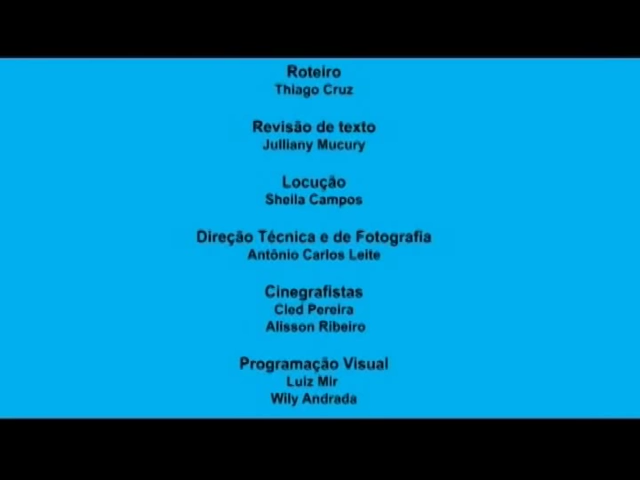 Roteiro
Thiago Cruz
Revisão de texto
Julliany Mucury
Locução
Sheila Campos
Direção Técnica e de Fotografia
Antônio Carlos Leite
Cinegrafistas
Cled Pereira
Alisson Ribeiro
Programação Visual
Luiz Mir
Wily Andrada